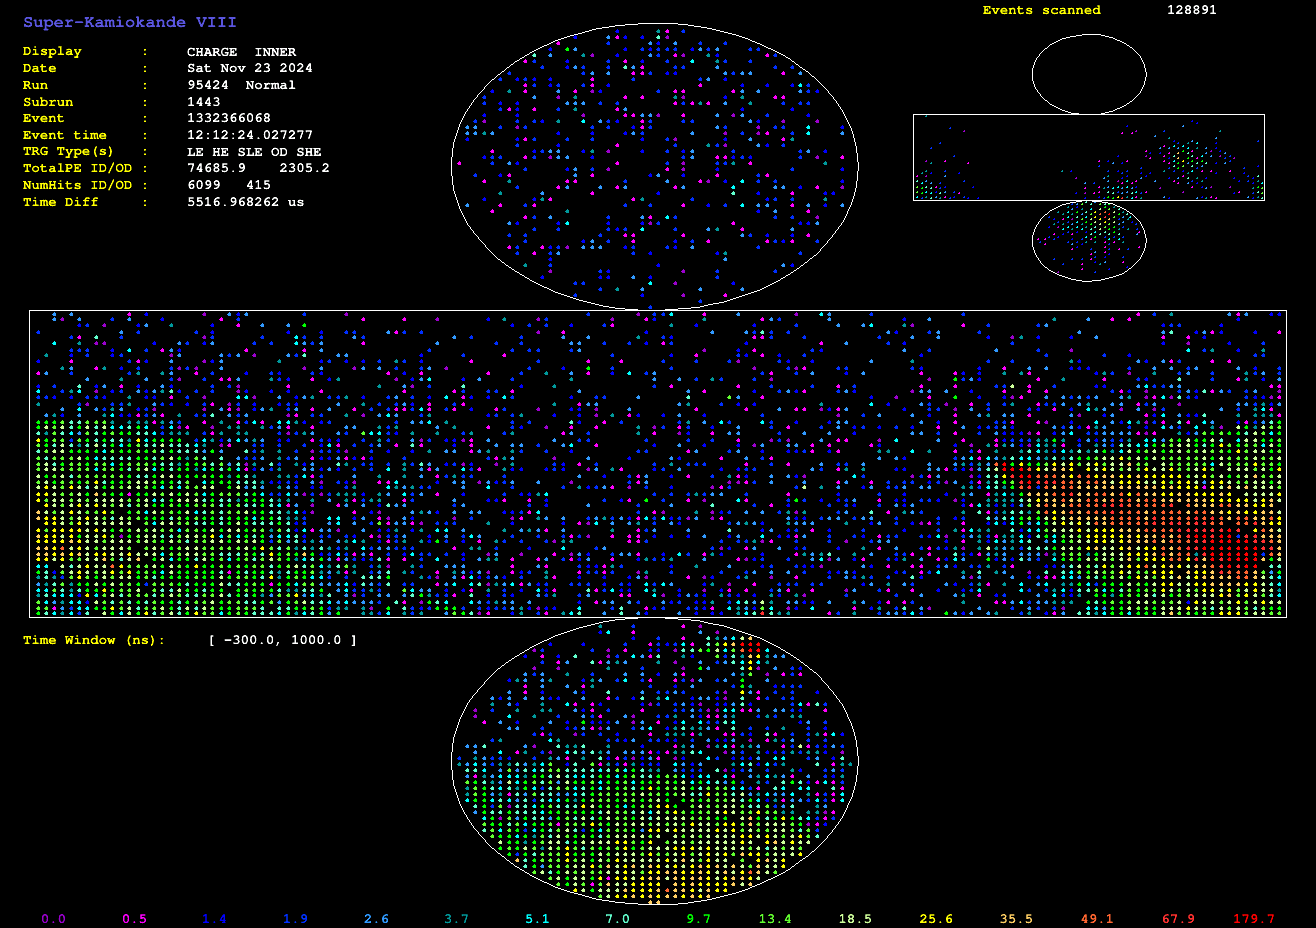 Super-Kamiokande VIII
Events scanned 128891
Display : CHARGE INNER
Date : Sat Nov 23 2024
Run : 95424 Normal
Subrun : 1443
Event : 1332366068
Event time : 12:12:24.027277
TRG Type(s) : LE HE SLE OD SHE
TotalPE ID/OD : 74685.9 2305.2
NumHits ID/OD : 6099 415
Time Diff : 5516.968262 us
Time Window (ns): [ -300.0, 1000.0 ]
0.0 0.5 1.4 1.9 2.6 3.7 5.1 7.0 9.7 13.4 18.5 25.6 35.5 49.1 67.9 179.7